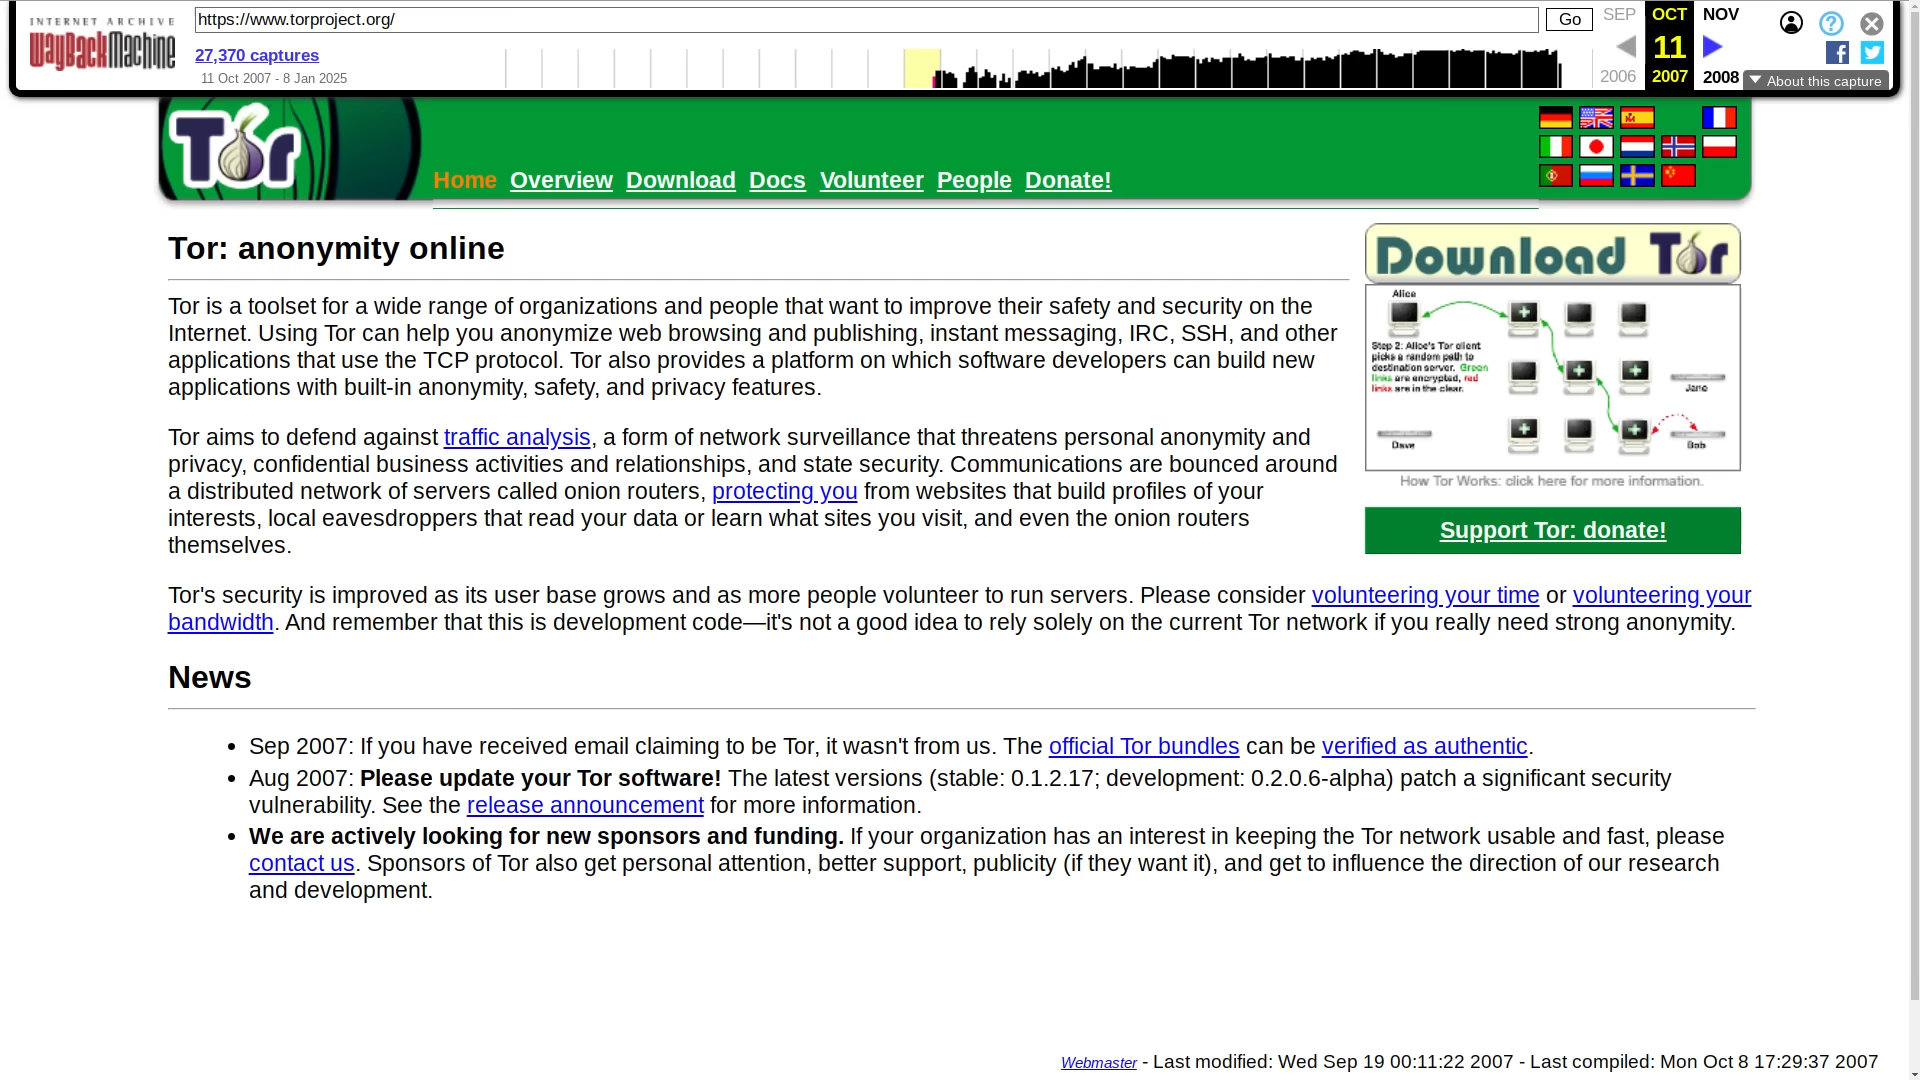 INTERNET ARCHIVE
WayBackMachine
https://www.torproject.org/
Go
SEP
OCT
NOV
27,370 captures
11
11 Oct 2007 - 8 Jan 2025
2006
2007
2008
About this capture
Tor
Home Overview Download Docs Volunteer People Donate!
Tor: anonymity online
Tor is a toolset for a wide range of organizations and people that want to improve their safety and security on the
Internet. Using Tor can help you anonymize web browsing and publishing, instant messaging, IRC, SSH, and other
applications that use the TCP protocol. Tor also provides a platform on which software developers can build new
applications with built-in anonymity, safety, and privacy features.
Tor aims to defend against traffic analysis, a form of network surveillance that threatens personal anonymity and
privacy, confidential business activities and relationships, and state security. Communications are bounced around
a distributed network of servers called onion routers, protecting you from websites that build profiles of your
interests, local eavesdroppers that read your data or learn what sites you visit, and even the onion routers
themselves.
Download Tor
Alice
Step 2: Alice's Tor client
picks a random path to
destination server. Green
links are encrypted, red
links are in the clear.
Jane
Dave
Bob
How Tor Works: click here for more information.
Support Tor: donate!
Tor's security is improved as its user base grows and as more people volunteer to run servers. Please consider volunteering your time or volunteering your
bandwidth. And remember that this is development code—it's not a good idea to rely solely on the current Tor network if you really need strong anonymity.
News
• Sep 2007: If you have received email claiming to be Tor, it wasn't from us. The official Tor bundles can be verified as authentic.
• Aug 2007: Please update your Tor software! The latest versions (stable: 0.1.2.17; development: 0.2.0.6-alpha) patch a significant security
vulnerability. See the release announcement for more information.
• We are actively looking for new sponsors and funding. If your organization has an interest in keeping the Tor network usable and fast, please
contact us. Sponsors of Tor also get personal attention, better support, publicity (if they want it), and get to influence the direction of our research
and development.
Webmaster - Last modified: Wed Sep 19 00:11:22 2007 - Last compiled: Mon Oct 8 17:29:37 2007